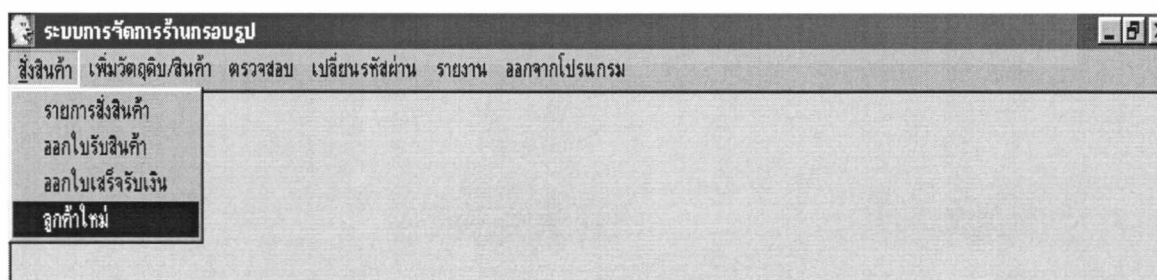 ระบบการจัดการร้านกรอบรูป
สั่งสินค้า เพิ่มวัตถุดิบ/สินค้า ตรวจสอบ เปลี่ยนรหัสผ่าน รายงาน ออกจากโปรแกรม
รายการสั่งสินค้า
ออกใบรับสินค้า
ออกใบเสร็จรับเงิน
ลูกค้าใหม่